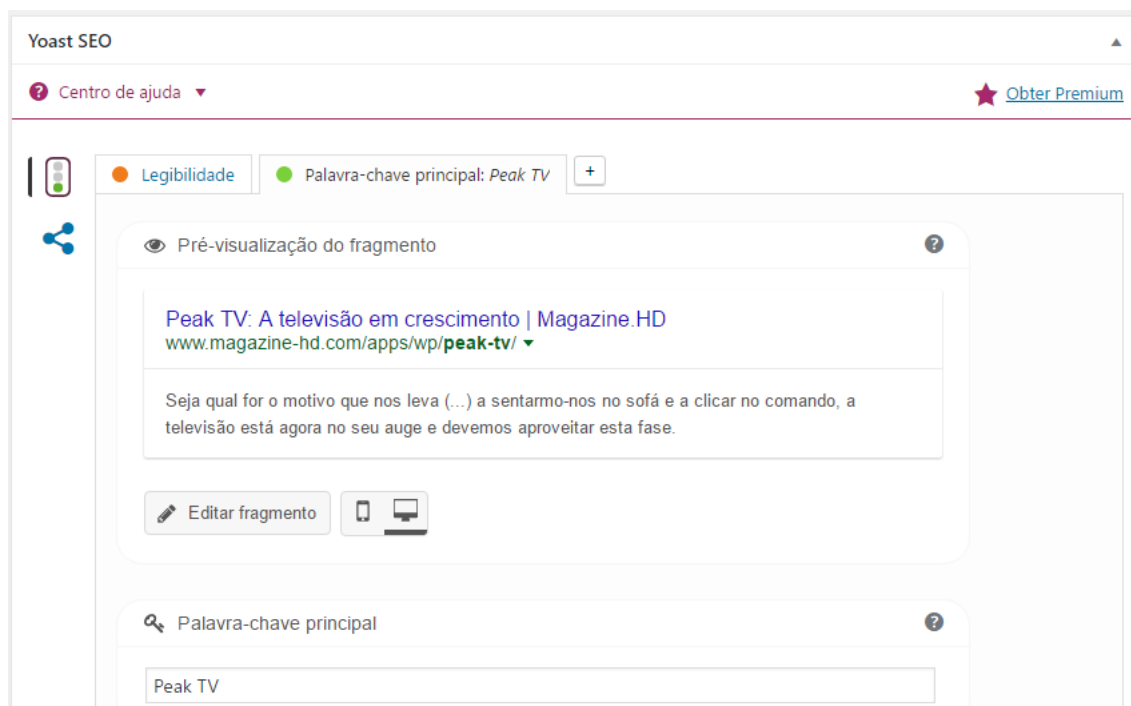 Yoast SEO
Centro de ajuda
Obter Premium
Legibilidade
Palavra-chave principal: Peak TV
+
Pré-visualização do fragmento
Peak TV: A televisão em crescimento | Magazine.HD
www.magazine-hd.com/apps/wp/peak-tv/
Seja qual for o motivo que nos leva (...) a sentarmo-nos no sofá e a clicar no comando, a
televisão está agora no seu auge e devemos aproveitar esta fase.
Editar fragmento
Palavra-chave principal
Peak TV